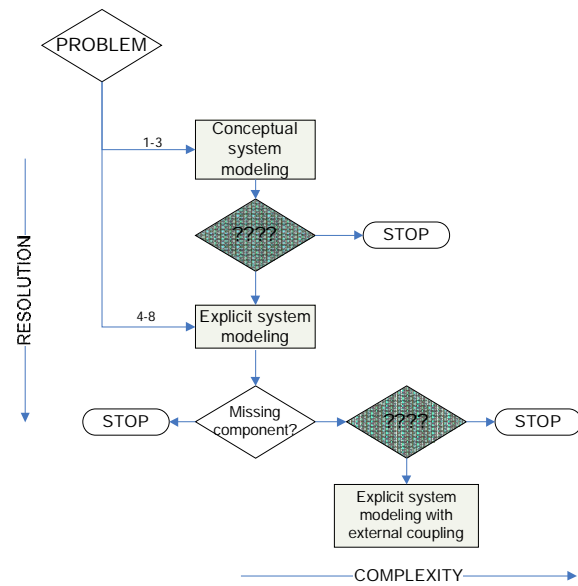 PROBLEM
1-3
Conceptual
system
modeling
????
STOP
RESOLUTION
4-8
Explicit system
modeling
STOP
Missing
component?
????
STOP
Explicit system
modeling with
external coupling
COMPLEXITY